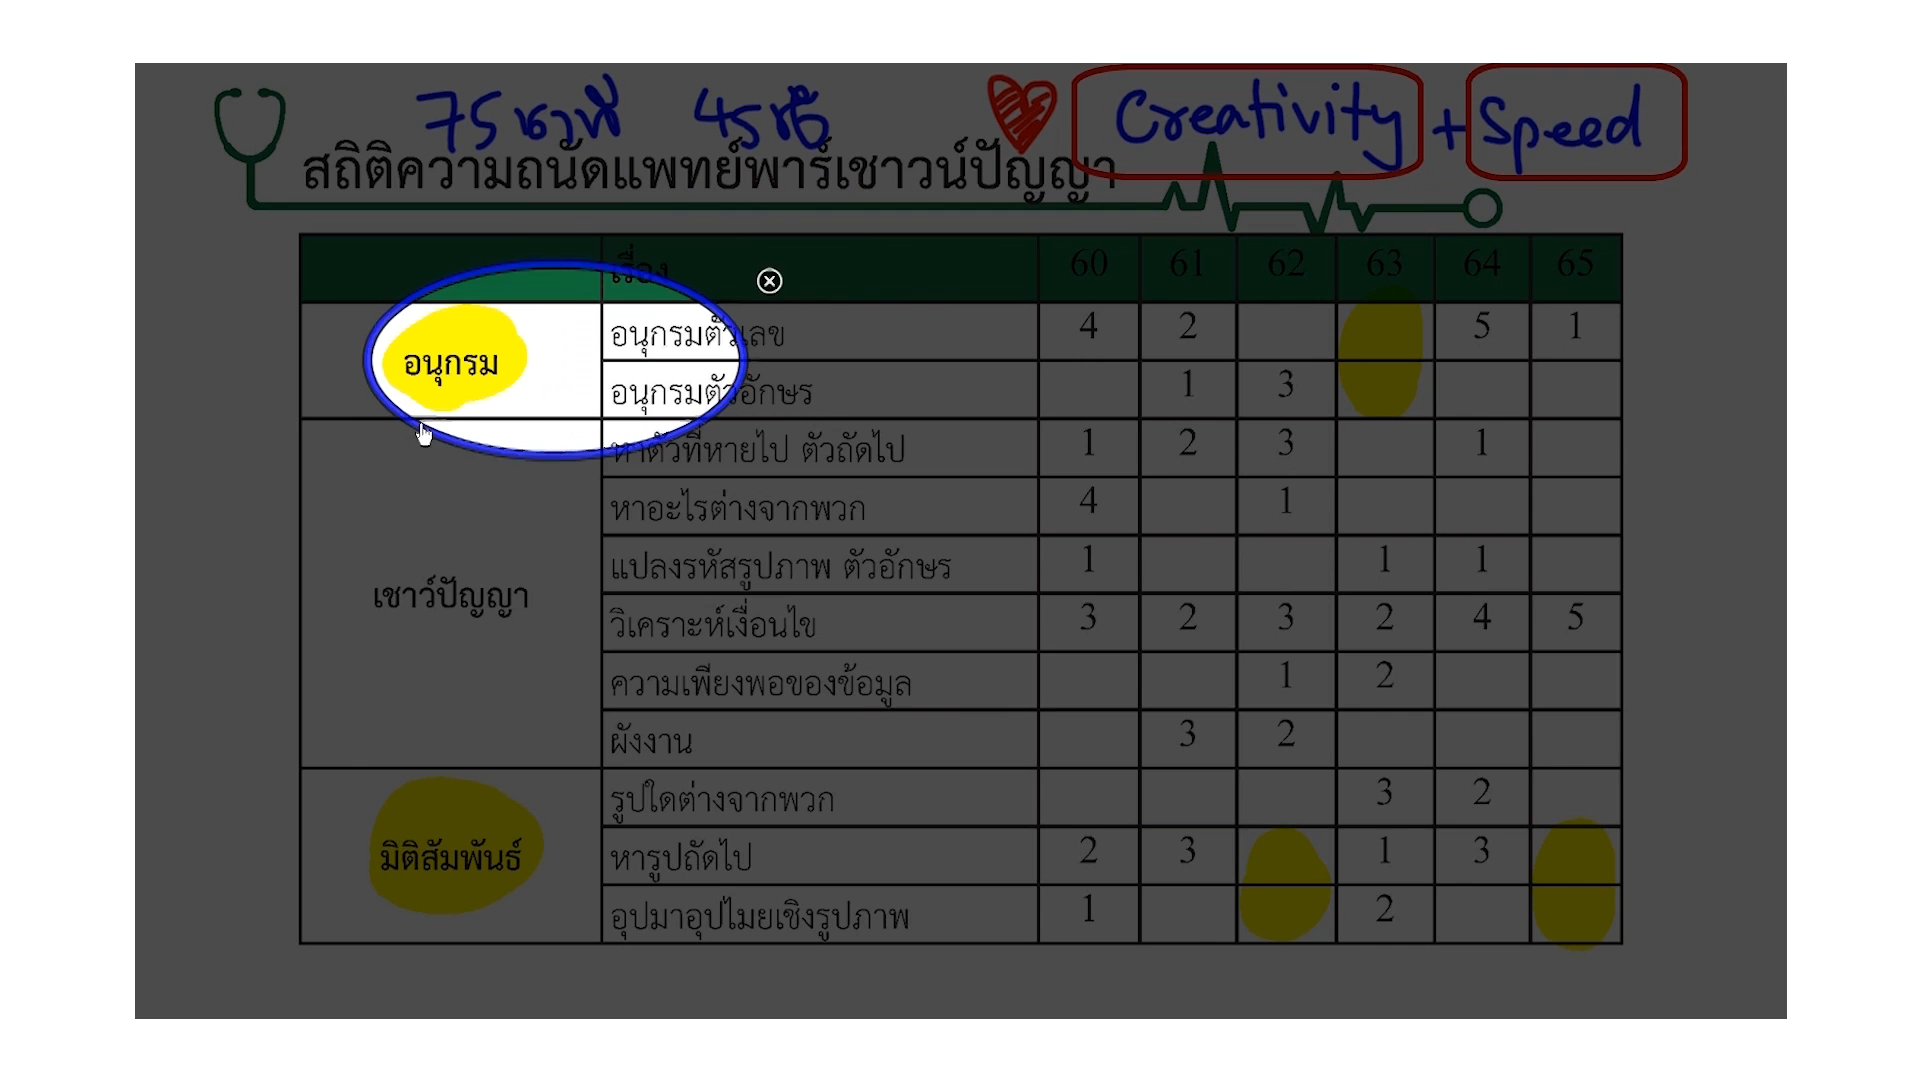 75 นาที 45 ข้อ Creativity + Speed
สถิติความถนัดแพทย์พาร์เชาวน์ปัญญา
เรื่อง 60 61 62 63 64 65
อนุกรม
อนุกรมตัวเลข 4 2 5 1
อนุกรมตัวอักษร 1 3
เชาว์ปัญญา
หาตัวที่หายไป ตัวถัดไป 1 2 3 1
หาอะไรต่างจากพวก 4 1
แปลงรหัสรูปภาพ ตัวอักษร 1 1 1
วิเคราะห์เงื่อนไข 3 2 3 2 4 5
ความเพียงพอของข้อมูล 1 2
ผังงาน 3 2
มิติสัมพันธ์
รูปใดต่างจากพวก 3 2
หารูปถัดไป 2 3 1 3
อุปมาอุปไมยเชิงรูปภาพ 1 2